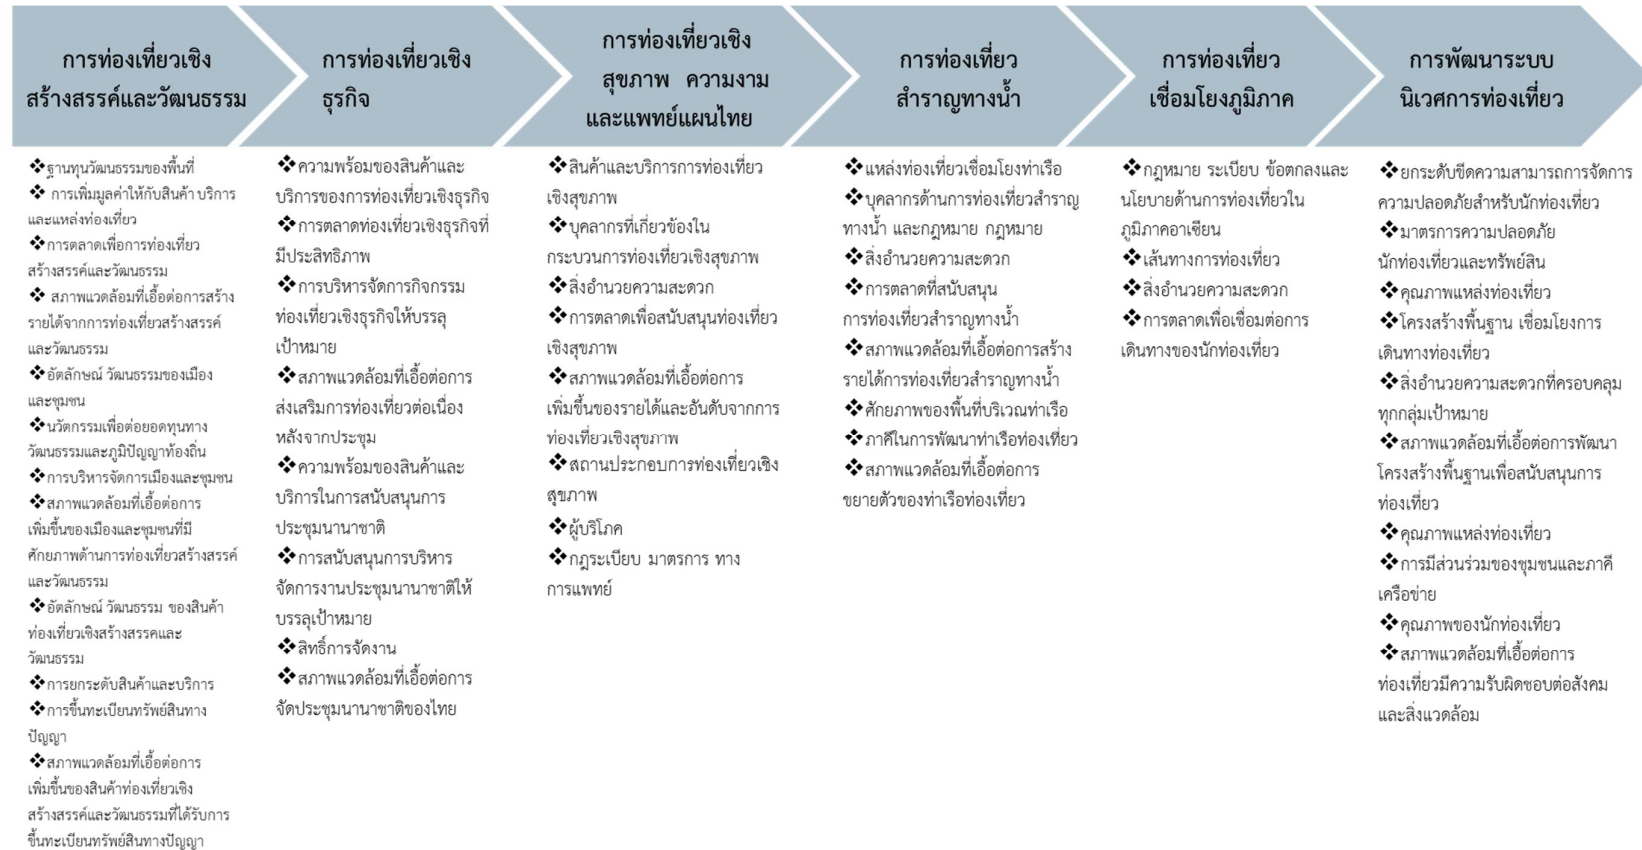 การท่องเที่ยวเชิง
สร้างสรรค์และวัฒนธรรม
❖ฐานทุนวัฒนธรรมของพื้นที่
❖ การเพิ่มมูลค่าให้กับสินค้า บริการ
และแหล่งท่องเที่ยว
❖การตลาดเพื่อการท่องเที่ยว
สร้างสรรค์และวัฒนธรรม
❖ สภาพแวดล้อมที่เอื้อต่อการสร้าง
รายได้จากการท่องเที่ยวสร้างสรรค์
และวัฒนธรรม
❖อัตลักษณ์ วัฒนธรรมของเมือง
และชุมชน
❖นวัตกรรมเพื่อต่อยอดทุนทาง
วัฒนธรรมและภูมิปัญญาท้องถิ่น
❖การบริหารจัดการเมืองและชุมชน
❖สภาพแวดล้อมที่เอื้อต่อการ
เพิ่มขึ้นของเมืองและชุมชนที่มี
ศักยภาพด้านการท่องเที่ยวสร้างสรรค์
และวัฒนธรรม
❖อัตลักษณ์ วัฒนธรรม ของสินค้า
ท่องเที่ยวเชิงสร้างสรรคและ
วัฒนธรรม
❖การยกระดับสินค้าและบริการ
❖การขึ้นทะเบียนทรัพย์สินทาง
ปัญญา
❖สภาพแวดล้อมที่เอื้อต่อการ
เพิ่มขึ้นของสินค้าท่องเที่ยวเชิง
สร้างสรรค์และวัฒนธรรมที่ได้รับการ
ขึ้นทะเบียนทรัพย์สินทางปัญญา
การท่องเที่ยวเชิง
ธุรกิจ
❖ความพร้อมของสินค้าและ
บริการของการท่องเที่ยวเชิงธุรกิจ
❖การตลาดท่องเที่ยวเชิงธุรกิจที่
มีประสิทธิภาพ
❖การบริหารจัดการกิจกรรม
ท่องเที่ยวเชิงธุรกิจให้บรรลุ
เป้าหมาย
❖สภาพแวดล้อมที่เอื้อต่อการ
ส่งเสริมการท่องเที่ยวต่อเนื่อง
หลังจากประชุม
❖ความพร้อมของสินค้าและ
บริการในการสนับสนุนการ
ประชุมนานาชาติ
❖การสนับสนุนการบริหาร
จัดการงานประชุมนานาชาติให้
บรรลุเป้าหมาย
❖สิทธิ์การจัดงาน
❖สภาพแวดล้อมที่เอื้อต่อการ
จัดประชุมนานาชาติของไทย
การท่องเที่ยวเชิง
สุขภาพ ความงาม
และแพทย์แผนไทย
❖สินค้าและบริการการท่องเที่ยว
เชิงสุขภาพ
❖บุคลากรที่เกี่ยวข้องใน
กระบวนการท่องเที่ยวเชิงสุขภาพ
❖สิ่งอำนวยความสะดวก
❖การตลาดเพื่อสนับสนุนท่องเที่ยว
เชิงสุขภาพ
❖สภาพแวดล้อมที่เอื้อต่อการ
เพิ่มขึ้นของรายได้และอันดับจากการ
ท่องเที่ยวเชิงสุขภาพ
❖สถานประกอบการท่องเที่ยวเชิง
สุขภาพ
❖ผู้บริโภค
❖กฎระเบียบ มาตรการ ทาง
การแพทย์
การท่องเที่ยว
สำราญทางน้ำ
❖แหล่งท่องเที่ยวเชื่อมโยงท่าเรือ
❖บุคลากรด้านการท่องเที่ยวสำราญ
ทางน้ำ และกฎหมาย กฎหมาย
❖สิ่งอำนวยความสะดวก
❖การตลาดที่สนับสนุน
การท่องเที่ยวสำราญทางน้ำ
❖สภาพแวดล้อมที่เอื้อต่อการสร้าง
รายได้การท่องเที่ยวสำราญทางน้ำ
❖ศักยภาพของพื้นที่บริเวณท่าเรือ
❖ภาคีในการพัฒนาท่าเรือท่องเที่ยว
❖สภาพแวดล้อมที่เอื้อต่อการ
ขยายตัวของท่าเรือท่องเที่ยว
การท่องเที่ยว
เชื่อมโยงภูมิภาค
❖กฎหมาย ระเบียบ ข้อตกลงและ
นโยบายด้านการท่องเที่ยวใน
ภูมิภาคอาเซียน
❖เส้นทางการท่องเที่ยว
❖สิ่งอำนวยความสะดวก
❖การตลาดเพื่อเชื่อมต่อการ
เดินทางของนักท่องเที่ยว
การพัฒนาระบบ
นิเวศการท่องเที่ยว
❖ยกระดับขีดความสามารถการจัดการ
ความปลอดภัยสำหรับนักท่องเที่ยว
❖มาตรการความปลอดภัย
นักท่องเที่ยวและทรัพย์สิน
❖คุณภาพแหล่งท่องเที่ยว
❖โครงสร้างพื้นฐาน เชื่อมโยงการ
เดินทางท่องเที่ยว
❖สิ่งอำนวยความสะดวกที่ครอบคลุม
ทุกกลุ่มเป้าหมาย
❖สภาพแวดล้อมที่เอื้อต่อการพัฒนา
โครงสร้างพื้นฐานเพื่อสนับสนุนการ
ท่องเที่ยว
❖คุณภาพแหล่งท่องเที่ยว
❖การมีส่วนร่วมของชุมชนและภาคี
เครือข่าย
❖คุณภาพของนักท่องเที่ยว
❖สภาพแวดล้อมที่เอื้อต่อการ
ท่องเที่ยวมีความรับผิดชอบต่อสังคม
และสิ่งแวดล้อม